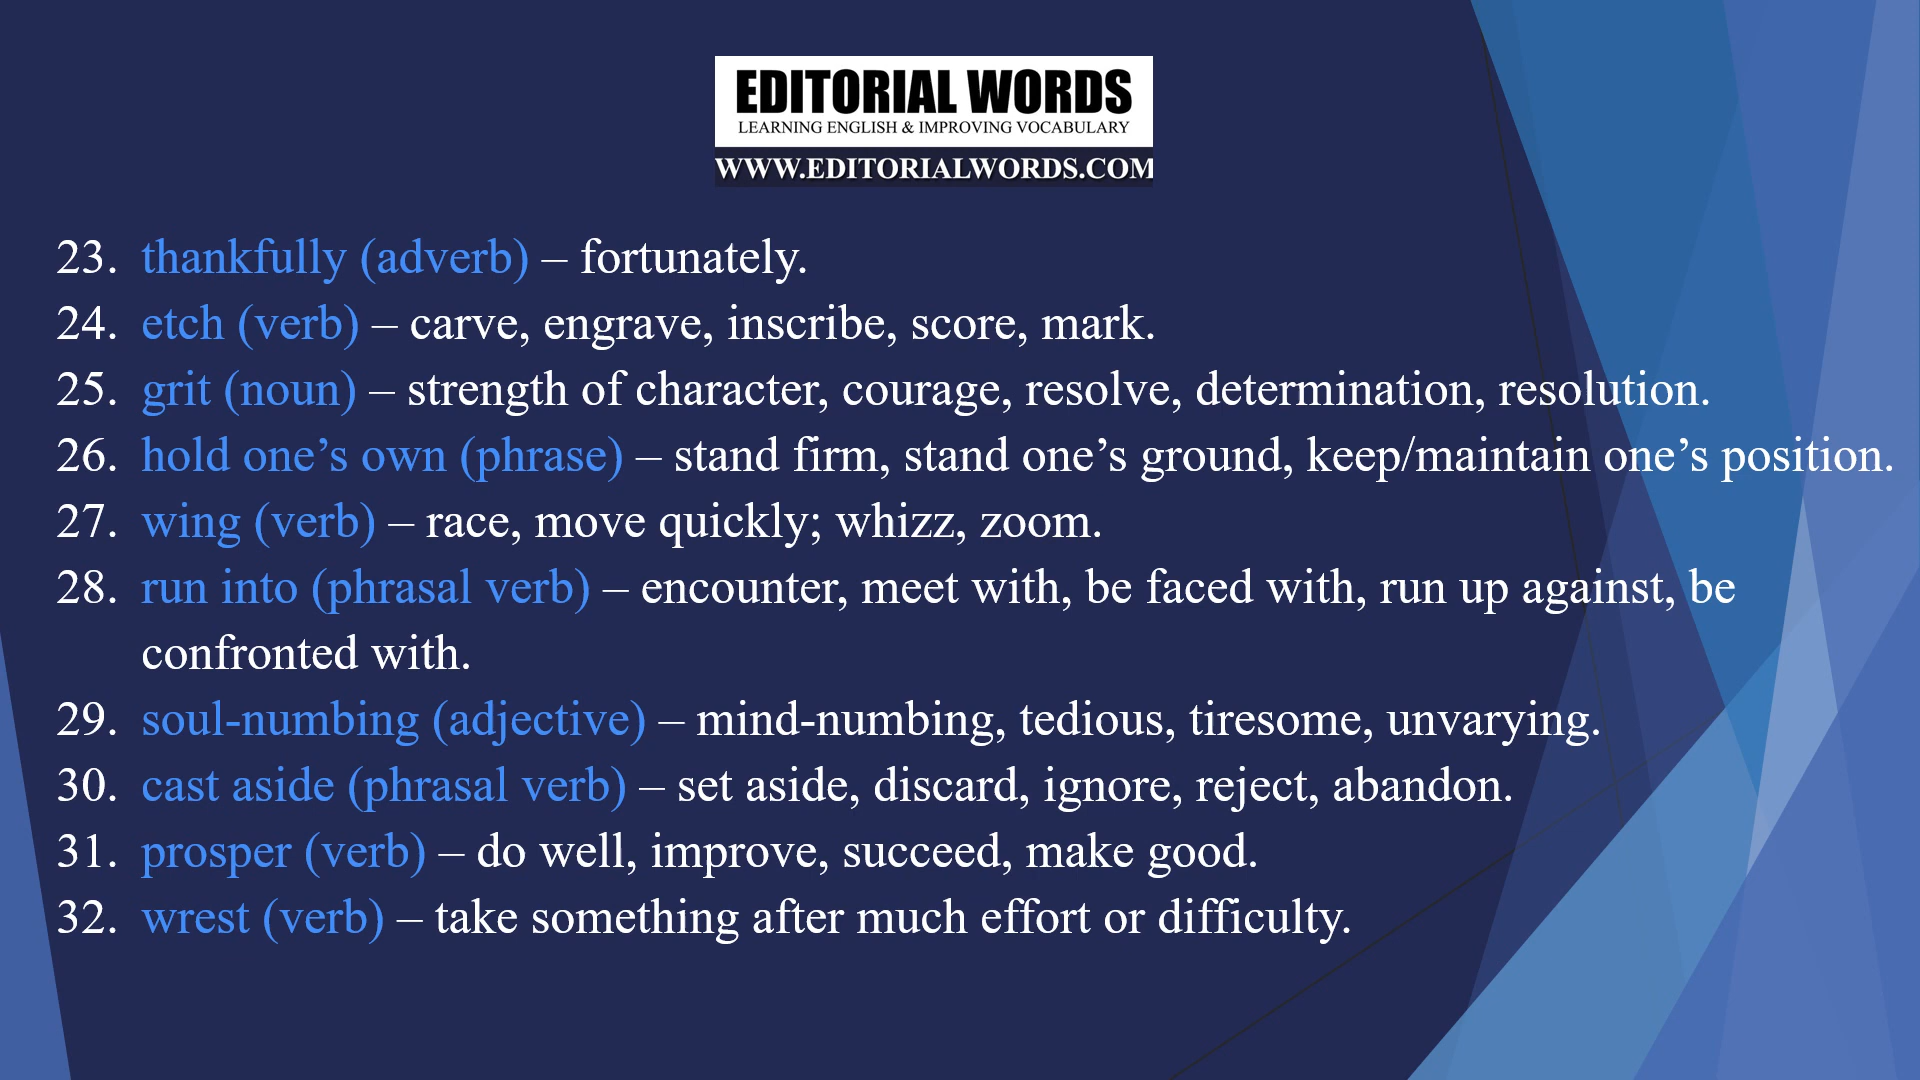 EDITORIAL WORDS
LEARNING ENGLISH & IMPROVING VOCABULARY
WWW.EDITORIALWORDS.COM
23. thankfully (adverb) – fortunately.
24. etch (verb) – carve, engrave, inscribe, score, mark.
25. grit (noun) – strength of character, courage, resolve, determination, resolution.
26. hold one’s own (phrase) – stand firm, stand one’s ground, keep/maintain one’s position.
27. wing (verb) – race, move quickly; whizz, zoom.
28. run into (phrasal verb) – encounter, meet with, be faced with, run up against, be
confronted with.
29. soul-numbing (adjective) – mind-numbing, tedious, tiresome, unvarying.
30. cast aside (phrasal verb) – set aside, discard, ignore, reject, abandon.
31. prosper (verb) – do well, improve, succeed, make good.
32. wrest (verb) – take something after much effort or difficulty.